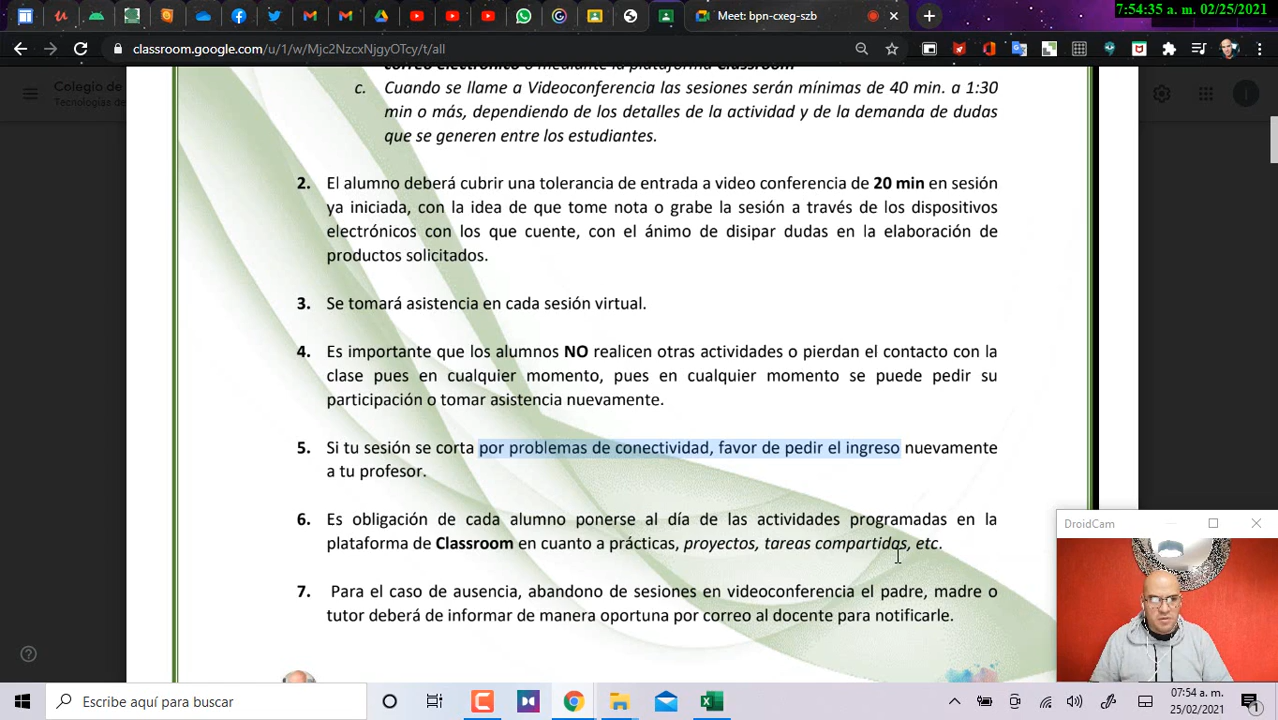 Meet: bpn-cxeg-szb
7:54:35 a. m. 02/25/2021
classroom.google.com/u/1/w/Mjc2NzcxNjgyOTcy/t/all
Colegio de
Tecnologías de
correo electrónico o mediante la plataforma Classroom
c. Cuando se llame a Videoconferencia las sesiones serán mínimas de 40 min. a 1:30
min o más, dependiendo de los detalles de la actividad y de la demanda de dudas
que se generen entre los estudiantes.
2. El alumno deberá cubrir una tolerancia de entrada a video conferencia de 20 min en sesión
ya iniciada, con la idea de que tome nota o grabe la sesión a través de los dispositivos
electrónicos con los que cuente, con el ánimo de disipar dudas en la elaboración de
productos solicitados.
3. Se tomará asistencia en cada sesión virtual.
4. Es importante que los alumnos NO realicen otras actividades o pierdan el contacto con la
clase pues en cualquier momento, pues en cualquier momento se puede pedir su
participación o tomar asistencia nuevamente.
5. Si tu sesión se corta por problemas de conectividad, favor de pedir el ingreso nuevamente
a tu profesor.
6. Es obligación de cada alumno ponerse al día de las actividades programadas en la
plataforma de Classroom en cuanto a prácticas, proyectos, tareas compartidas, etc.
DroidCam
7. Para el caso de ausencia, abandono de sesiones en videoconferencia el padre, madre o
tutor deberá de informar de manera oportuna por correo al docente para notificarle.
Escribe aquí para buscar
07:54 a. m.
25/02/2021